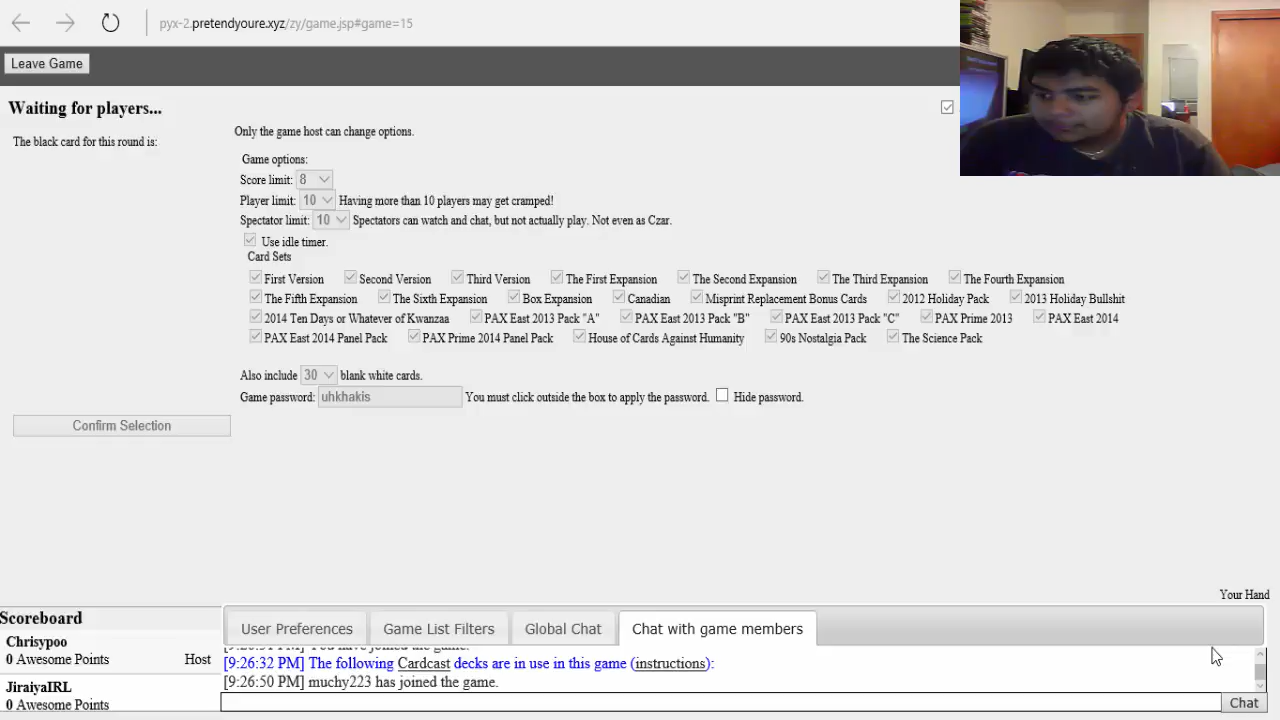 pyx-2.pretendyoure.xyz/zy/game.jsp#game=15
Leave Game
Waiting for players...
The black card for this round is:
Only the game host can change options.
Game options:
Score limit: 8
Player limit: 10 Having more than 10 players may get cramped!
Spectator limit: 10 Spectators can watch and chat, but not actually play. Not even as Czar.
Use idle timer.
Card Sets
First Version Second Version Third Version The First Expansion The Second Expansion The Third Expansion The Fourth Expansion
The Fifth Expansion The Sixth Expansion Box Expansion Canadian Misprint Replacement Bonus Cards 2012 Holiday Pack 2013 Holiday Bullshit
2014 Ten Days or Whatever of Kwanzaa PAX East 2013 Pack "A" PAX East 2013 Pack "B" PAX East 2013 Pack "C" PAX Prime 2013 PAX East 2014
PAX East 2014 Panel Pack PAX Prime 2014 Panel Pack House of Cards Against Humanity 90s Nostalgia Pack The Science Pack
Also include 30 blank white cards.
Game password: uhkhakis You must click outside the box to apply the password. Hide password.
Confirm Selection
Your Hand
Scoreboard
Chrisypoo
0 Awesome Points Host
JiraiyaIRL
0 Awesome Points
User Preferences Game List Filters Global Chat Chat with game members
[9:26:31 PM] You have joined the game.
[9:26:32 PM] The following Cardcast decks are in use in this game (instructions):
[9:26:50 PM] muchy223 has joined the game.
Chat